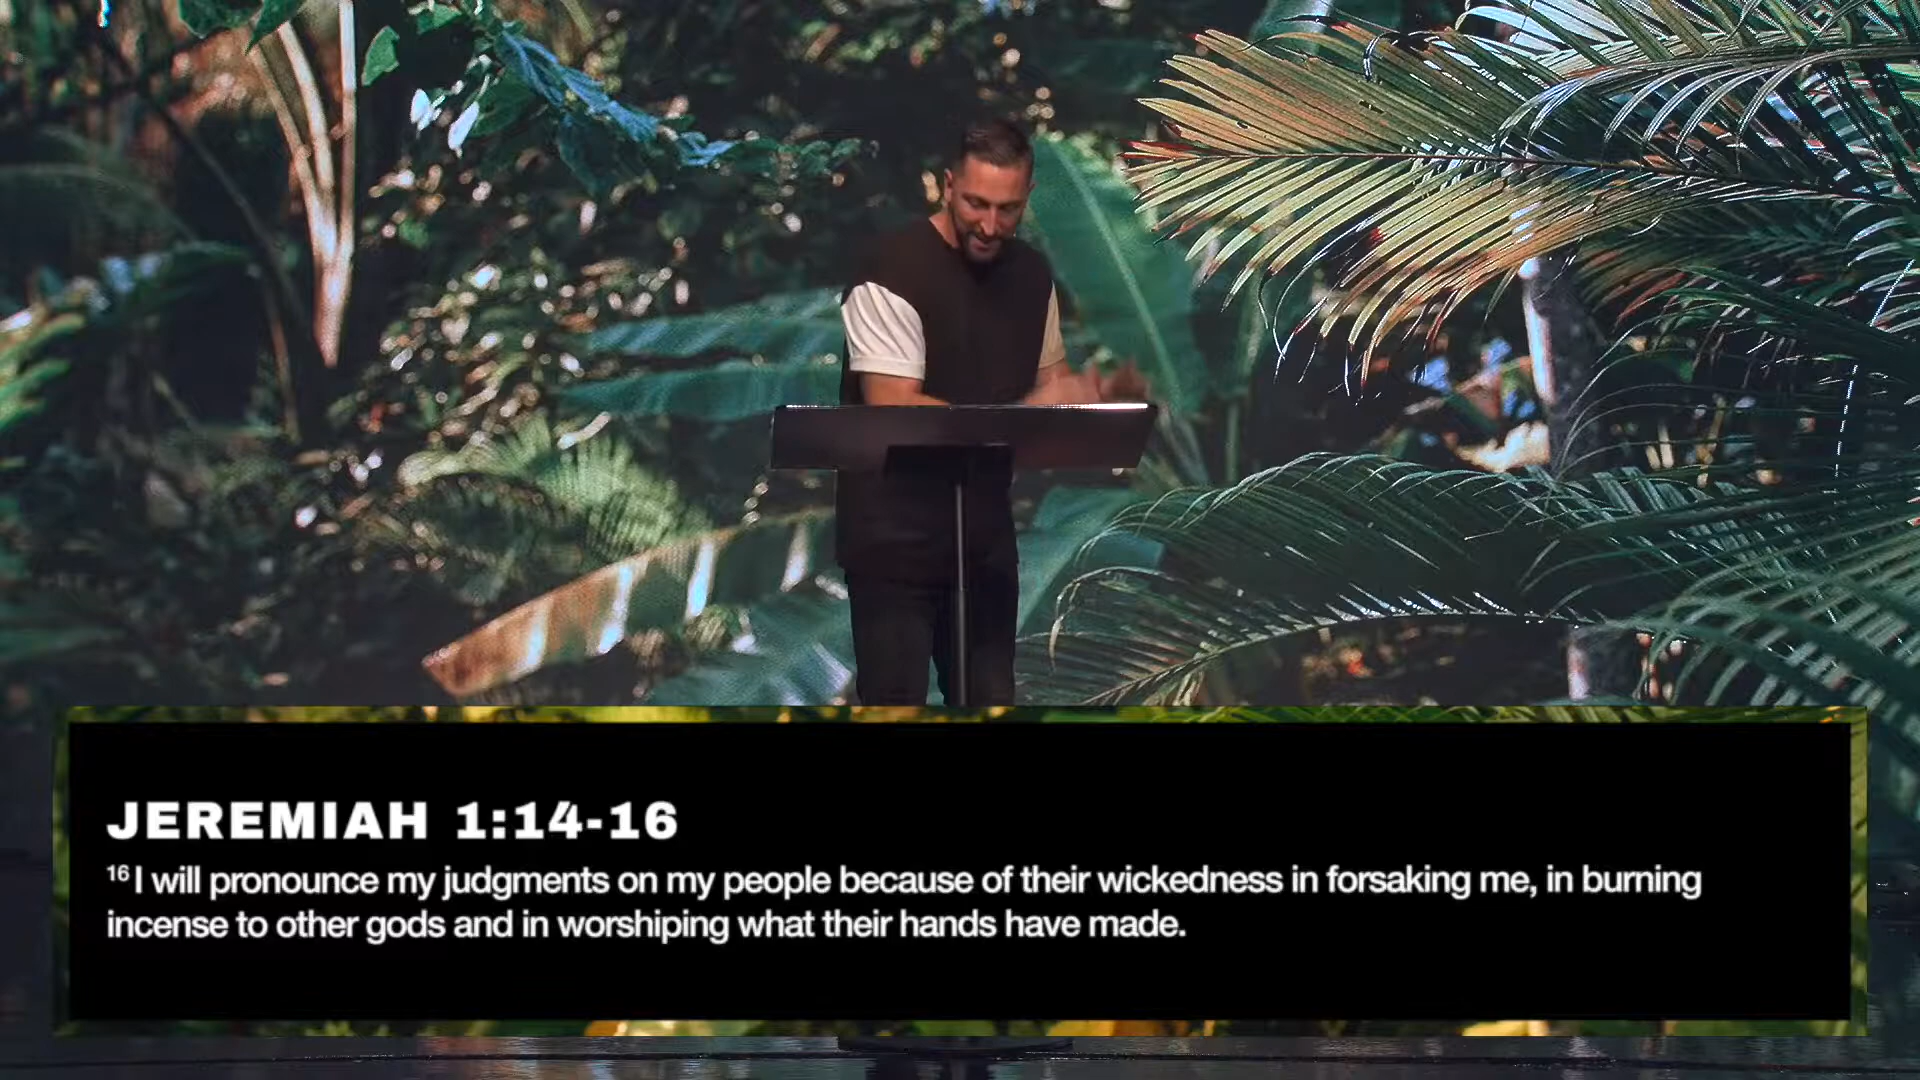 JEREMIAH 1:14-16
16 I will pronounce my judgments on my people because of their wickedness in forsaking me, in burning
incense to other gods and in worshiping what their hands have made.